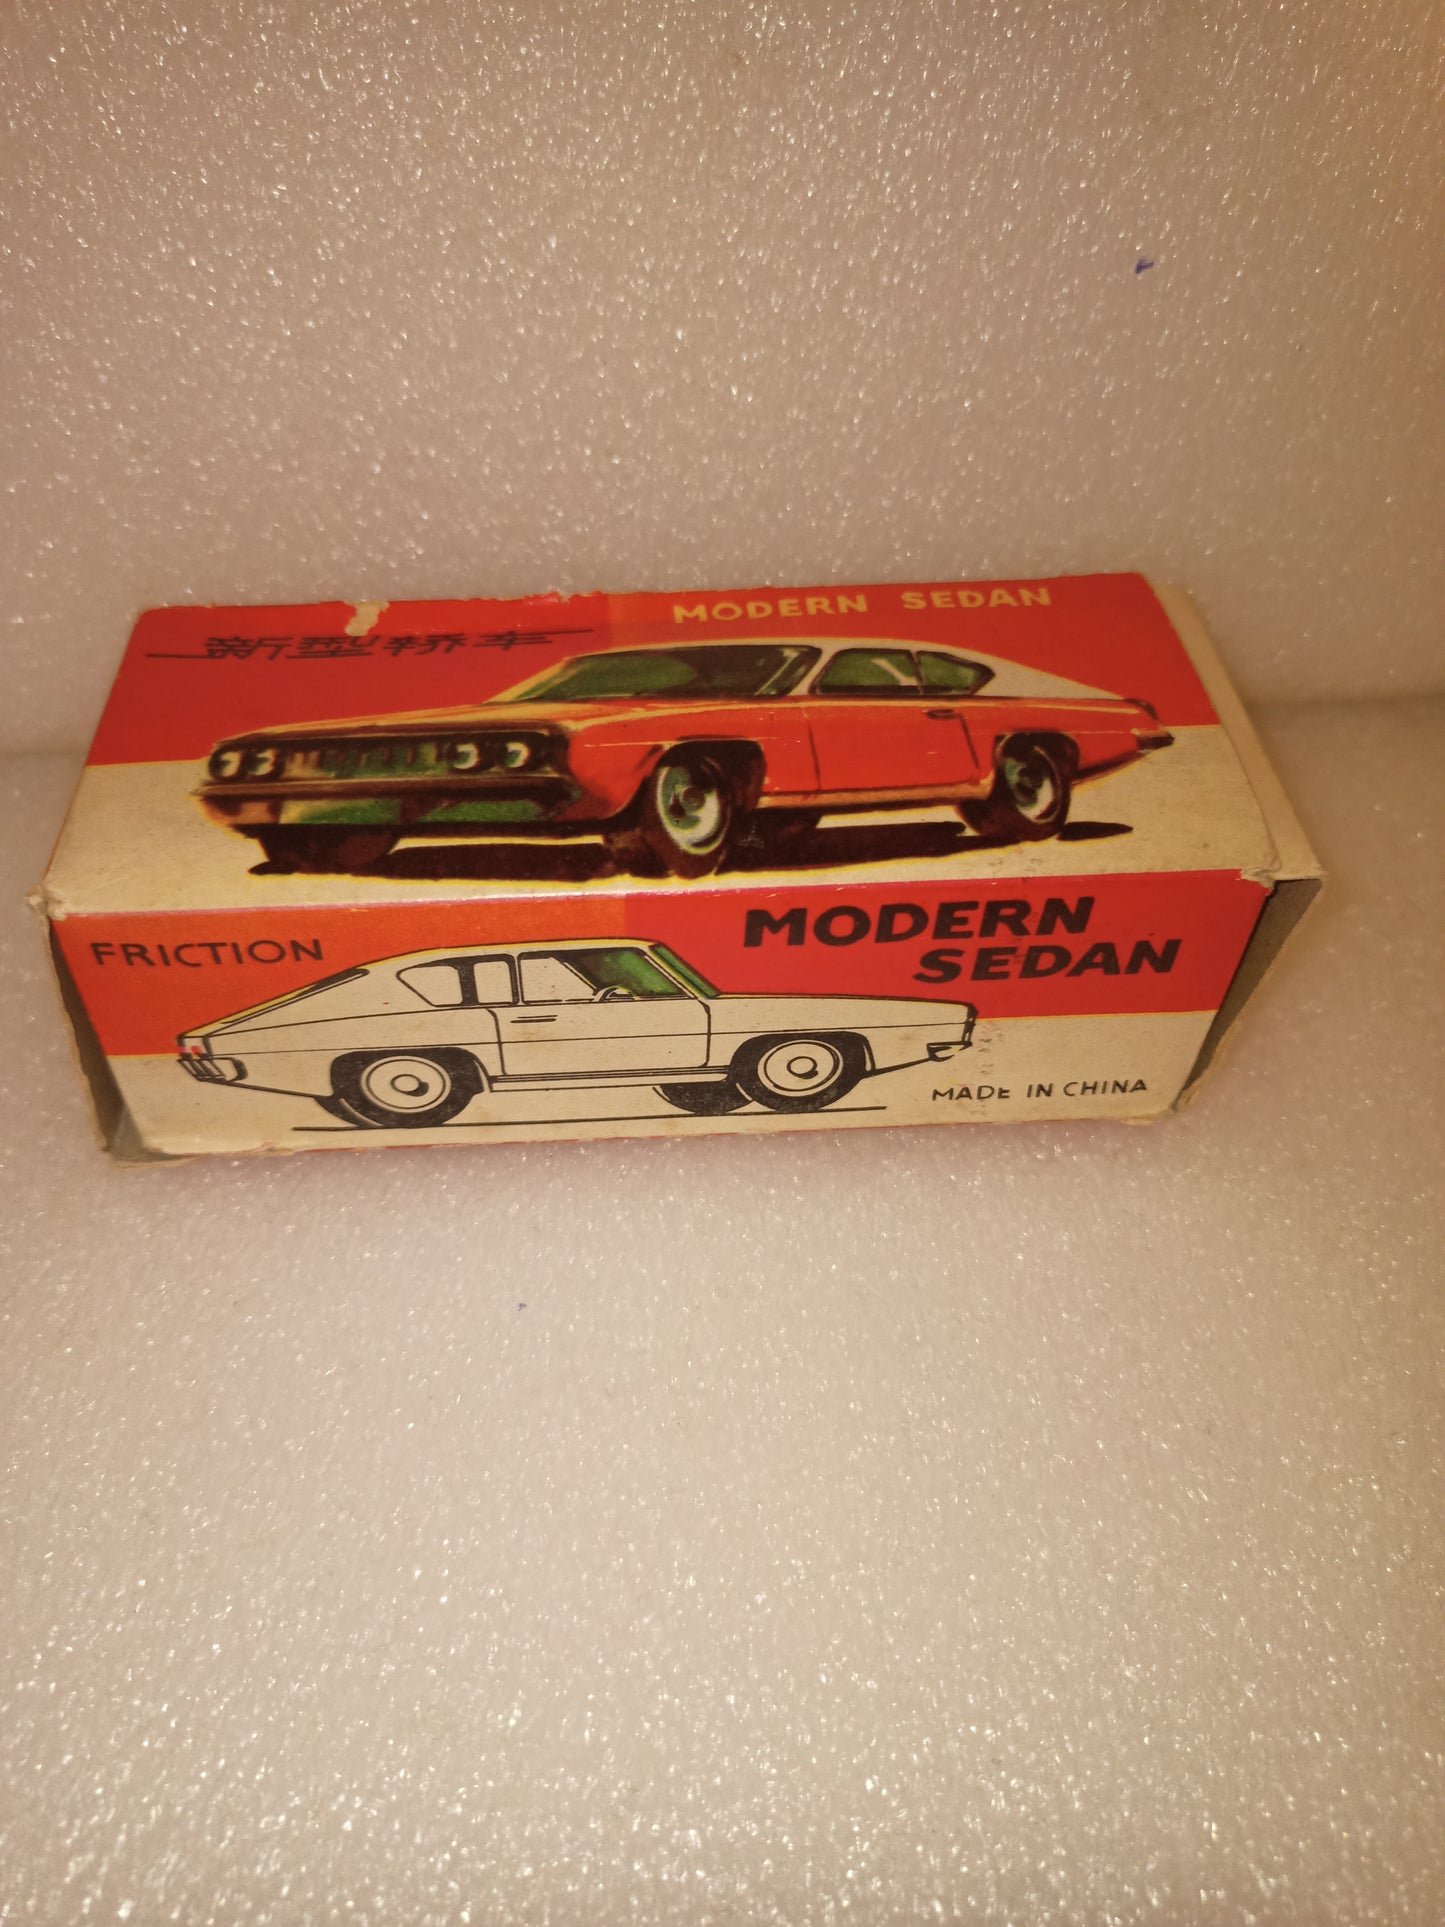 新型轿车
MODERN SEDAN
FRICTION
MODERN
SEDAN
MADE IN CHINA